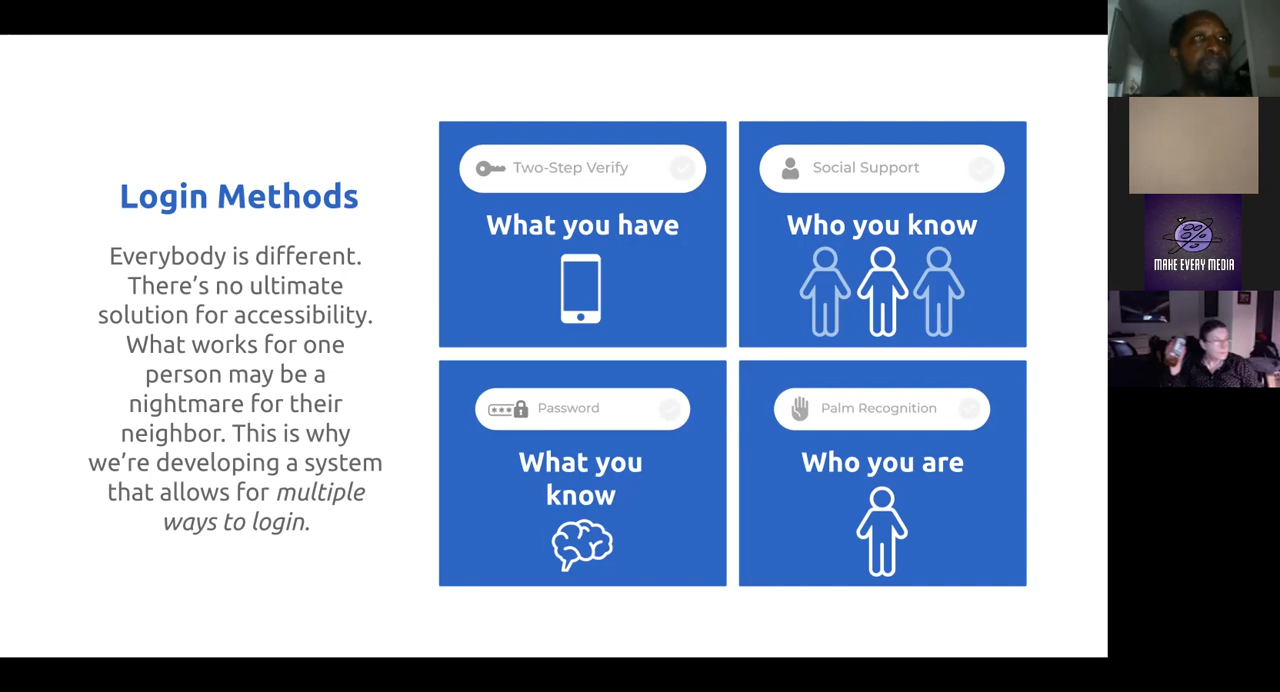 Login Methods
Everybody is different.
There's no ultimate
solution for accessibility.
What works for one
person may be a
nightmare for their
neighbor. This is why
we're developing a system
that allows for multiple
ways to login.
Two-Step Verify
What you have
Social Support
Who you know
Password
What you
know
Palm Recognition
Who you are
MAKE EVERY MEDIA